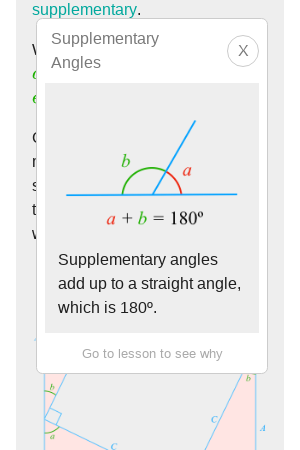 supplementary.
Supplementary
Angles
X
b
a
a + b = 180º
Supplementary angles
add up to a straight angle,
which is 180º.
Go to lesson to see why
b
a
C
b
C
A